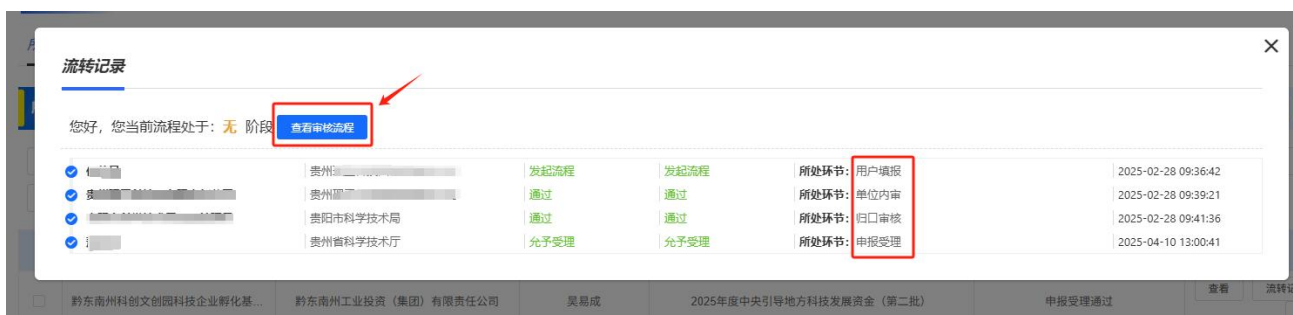 流转记录
您好，您当前流程处于：无 阶段 查看审核流程
贵州 发起流程 发起流程 所处环节：用户填报 2025-02-28 09:36:42
贵州 通过 通过 所处环节：单位内审 2025-02-28 09:39:21
贵阳市科学技术局 通过 通过 所处环节：归口审核 2025-02-28 09:41:36
贵州省科学技术厅 允予受理 允予受理 所处环节：申报受理 2025-04-10 13:00:41
黔东南州科创文创园科技企业孵化基... 黔东南州工业投资（集团）有限责任公司 吴易成 2025年度中央引导地方科技发展资金（第二批） 申报受理通过 查看 流转记